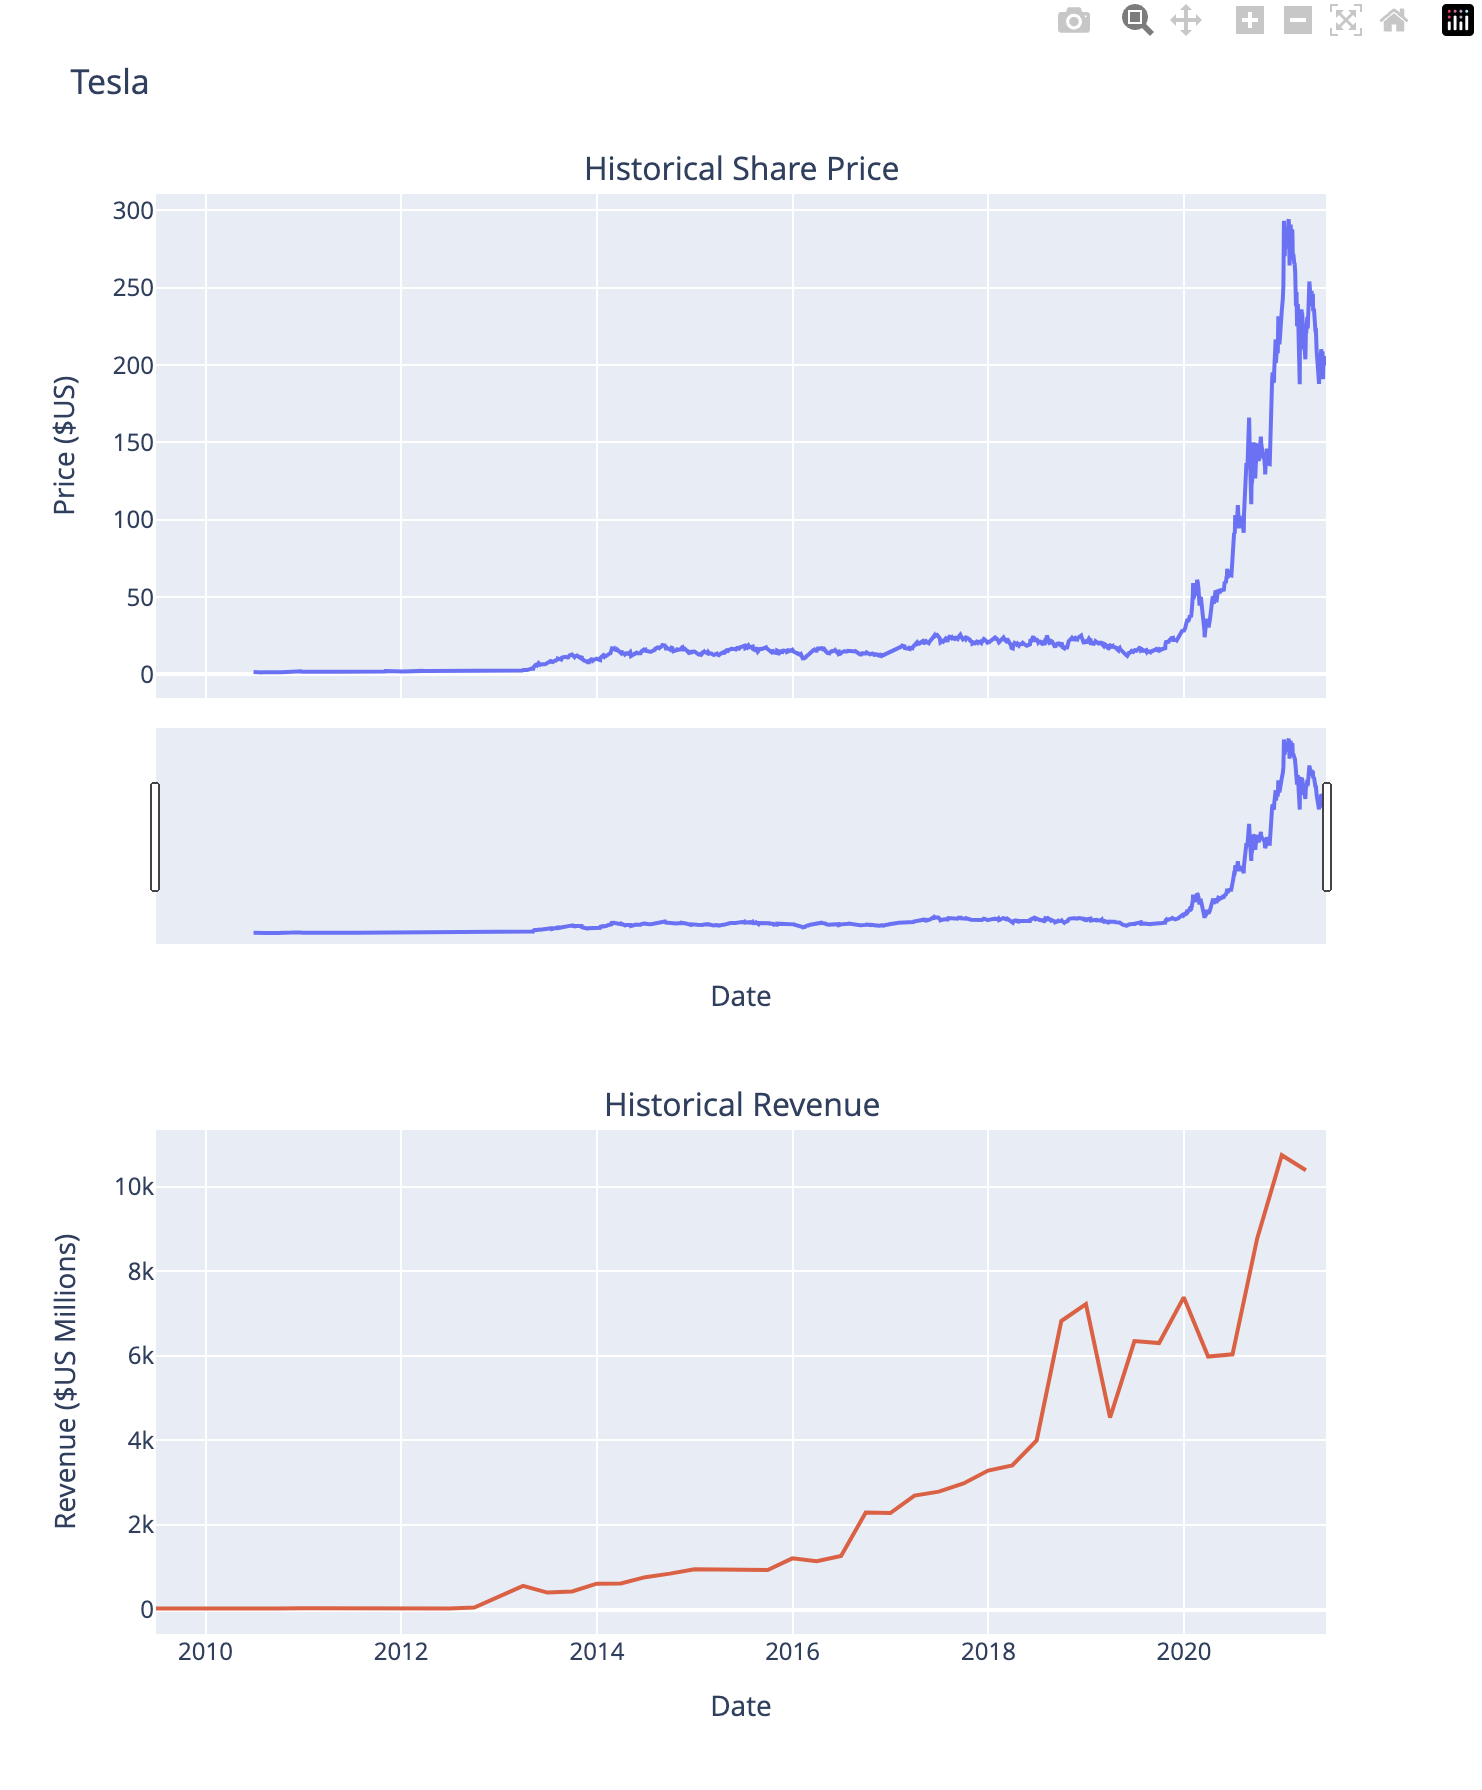 Tesla
Historical Share Price
300
250
200
150
100
50
0
Price ($US)
Date
Historical Revenue
10k
8k
6k
4k
2k
0
Revenue ($US Millions)
2010 2012 2014 2016 2018 2020
Date